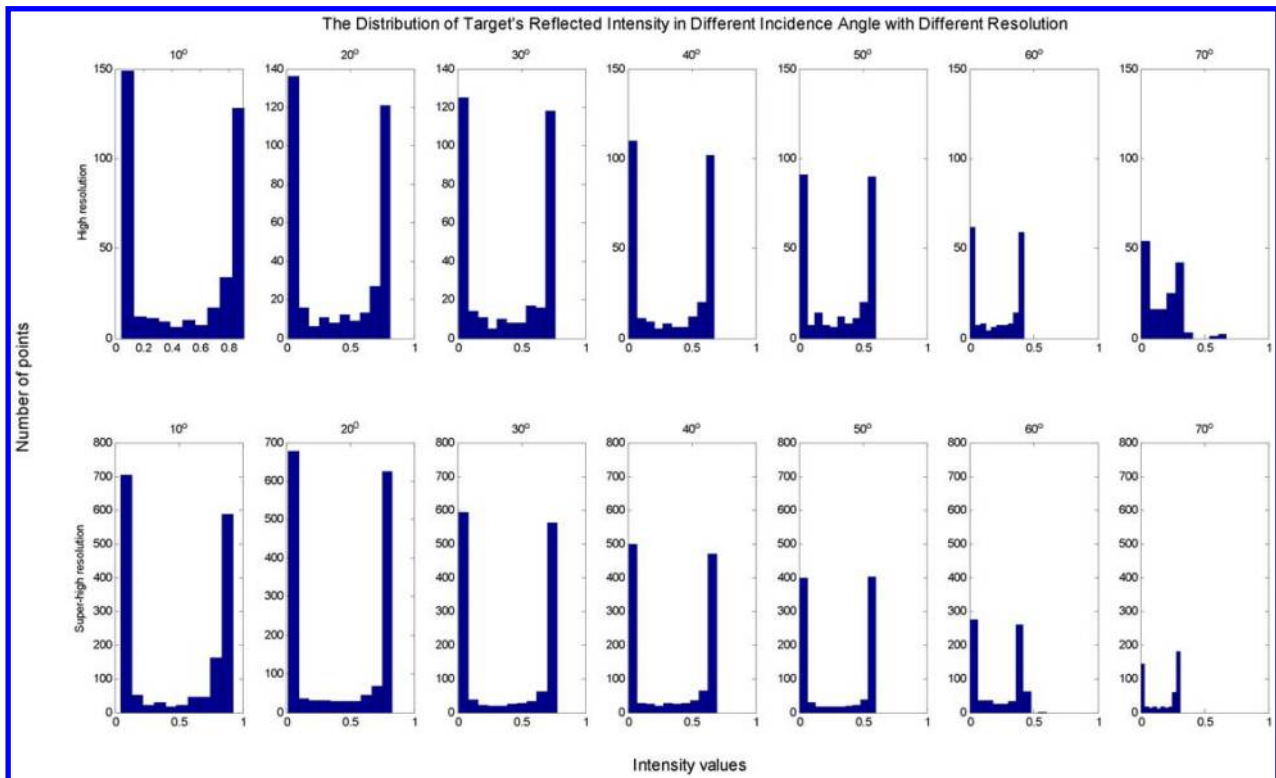 The Distribution of Target's Reflected Intensity in Different Incidence Angle with Different Resolution
10° 20° 30° 40° 50° 60° 70°
150 140 140 150 150 150 150
120 120
100 100 100 100 100 100 100
80 80
60 60
50 50 50 50 50
40 40
20 20
0 0 0 0 0 0 0
0 0.2 0.4 0.6 0.8 0 0.5 1 0 0.5 1 0 0.5 1 0 0.5 1 0 0.5 1 0 0.5 1
High resolution
Number of points
10° 20° 30° 40° 50° 60° 70°
800 700 800 800 800 800 800
700 600 700 700 700 700 700
600 500 600 600 600 600 600
500 400 500 500 500 500 500
400 300 400 400 400 400 400
300 200 300 300 300 300 300
200 100 200 200 200 200 200
100 100 100 100 100 100
0 0 0 0 0 0 0
0 0.5 1 0 0.5 1 0 0.5 1 0 0.5 1 0 0.5 1 0 0.5 1 0 0.5 1
Super-high resolution
Intensity values